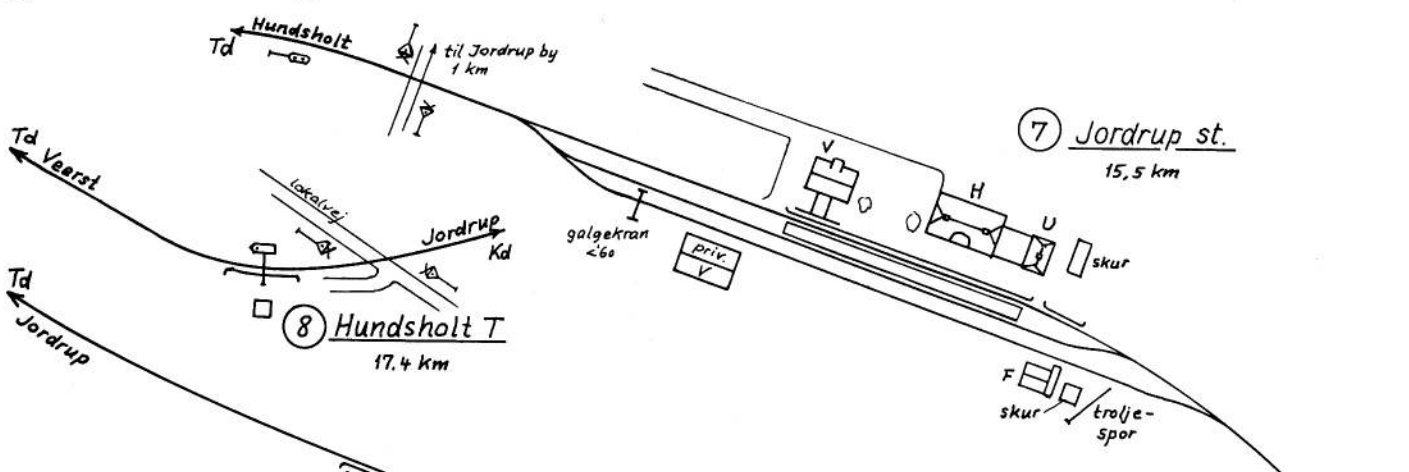 Hundsholt
Td
til Jordrup by
1 km
7 Jordrup st.
15,5 km
V
H
U
skur
galgekran
<'60
priv.
V
F
skur
trolje-
spor
Td Veerst
lokalvej
Jordrup
Kd
8 Hundsholt T
17.4 km
Td
Jordrup